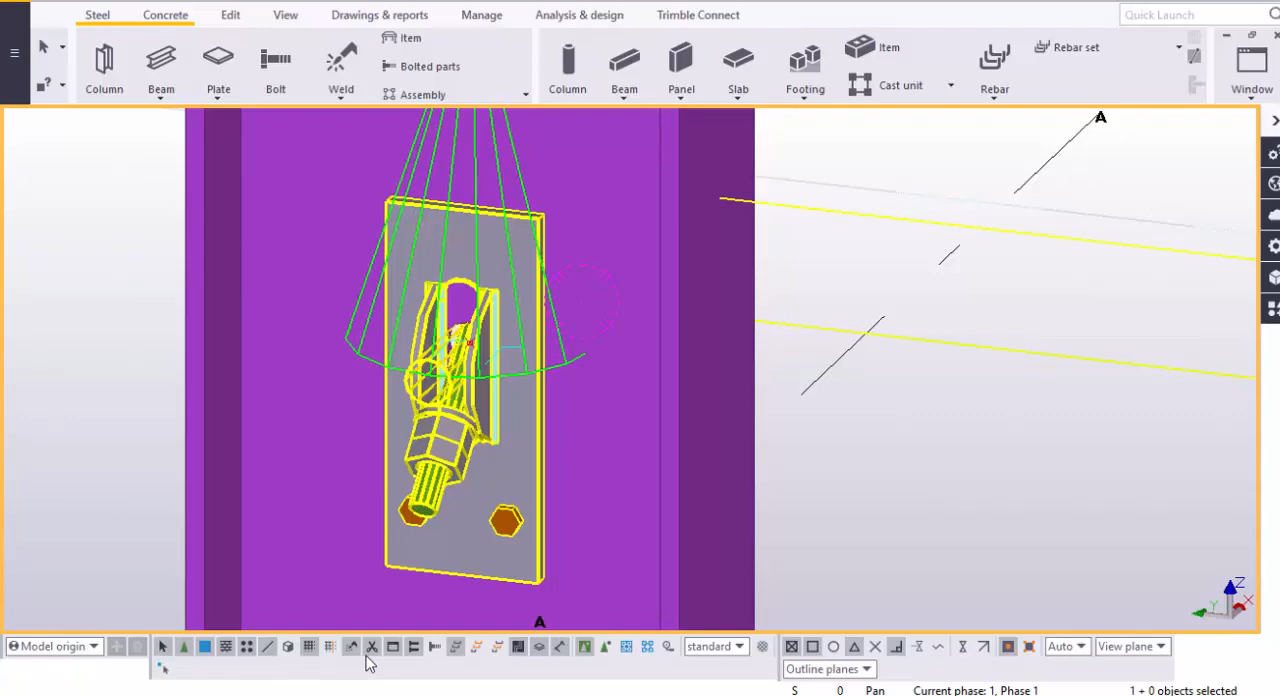 Steel Concrete Edit View Drawings & reports Manage Analysis & design Trimble Connect Quick Launch
Column Beam Plate Bolt Weld
Item
Bolted parts
Assembly
Column Beam Panel Slab Footing
Item
Cast unit
Rebar
Rebar set
Window
A
A
Z
Y
X
Model origin standard Auto View plane
Outline planes
S 0 Pan Current phase: 1, Phase 1 1 + 0 objects selected